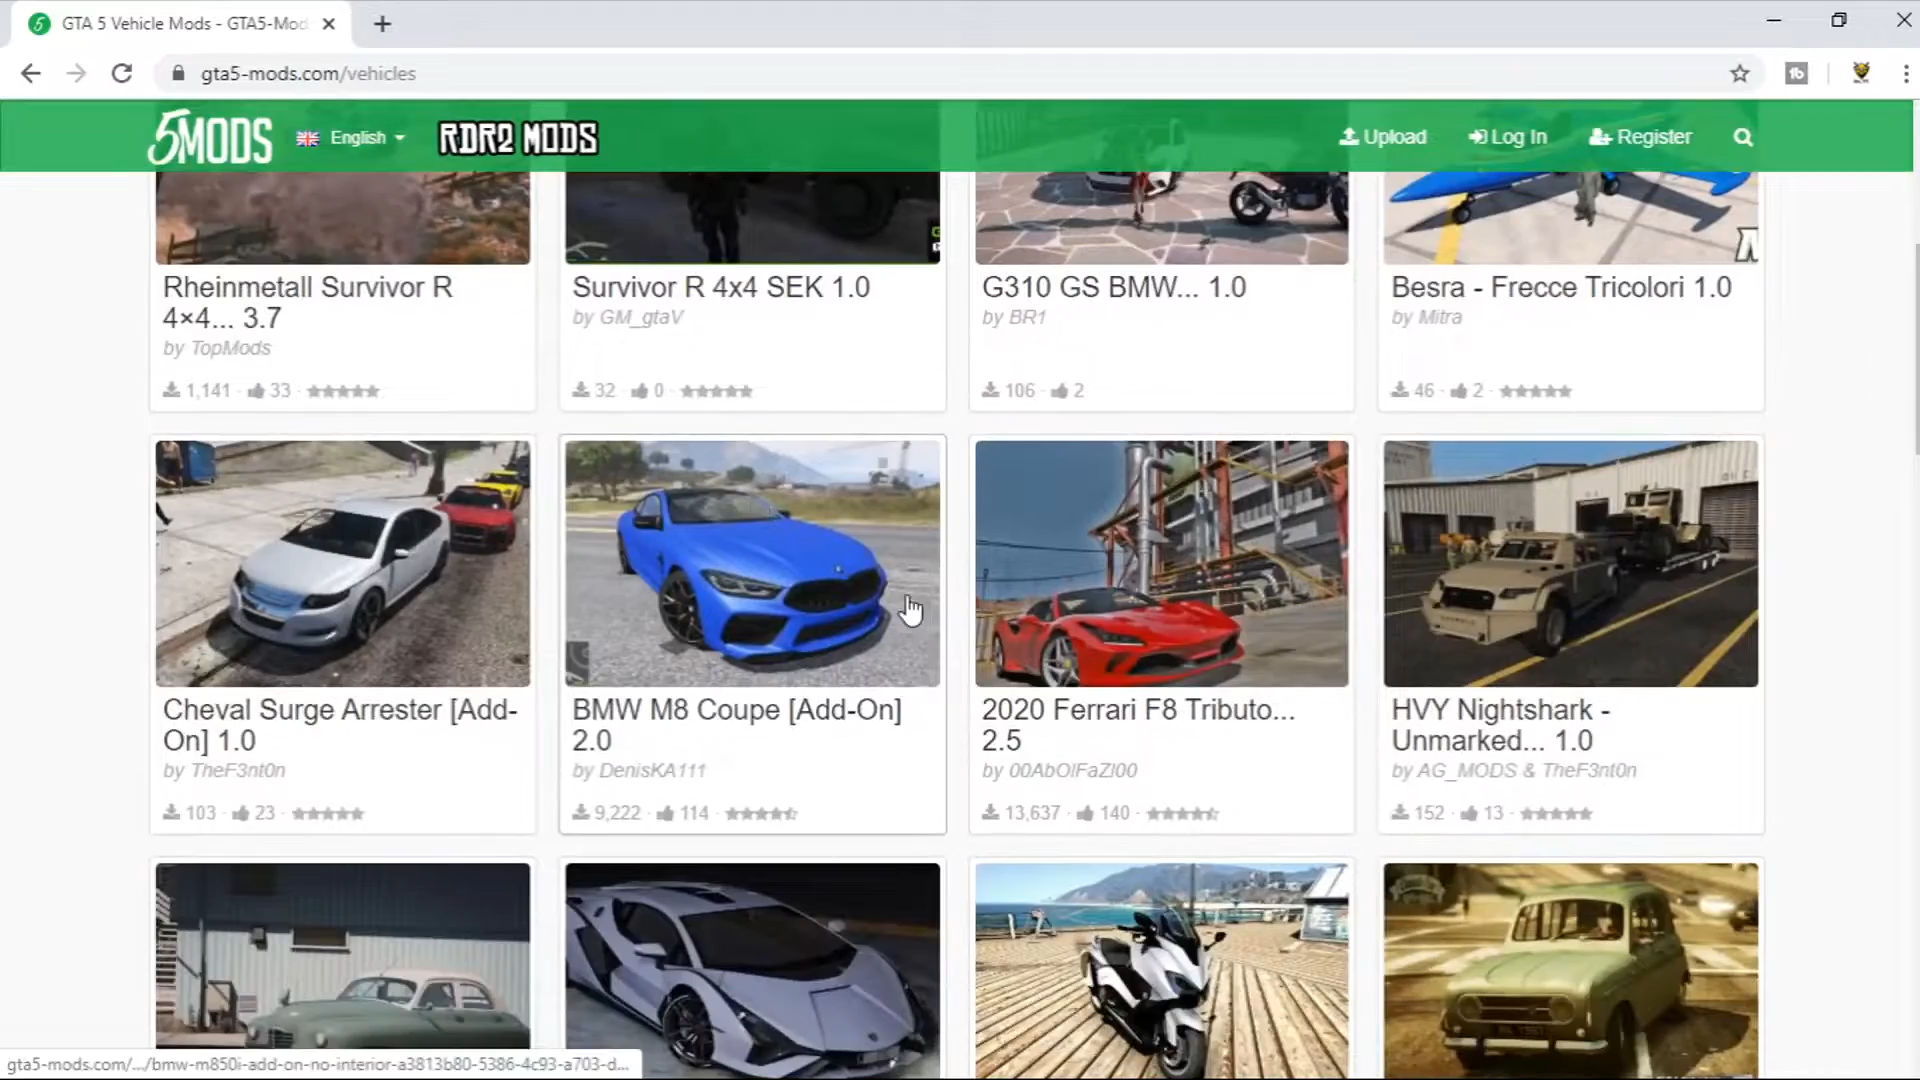 GTA 5 Vehicle Mods - GTA5-Mod
gta5-mods.com/vehicles
5MODS English RDR2 MODS Upload Log In Register
Rheinmetall Survivor R
4×4... 3.7
by TopMods
1,141 · 33 ·
Survivor R 4x4 SEK 1.0
by GM_gtaV
32 · 0 ·
G310 GS BMW... 1.0
by BR1
106 · 2
Besra - Frecce Tricolori 1.0
by Mitra
46 · 2 ·
Cheval Surge Arrester [Add-
On] 1.0
by TheF3nt0n
103 · 23 ·
BMW M8 Coupe [Add-On]
2.0
by DenisKA111
9,222 · 114 ·
2020 Ferrari F8 Tributo...
2.5
by 00AbOlFaZl00
13,637 · 140 ·
HVY Nightshark -
Unmarked... 1.0
by AG_MODS & TheF3nt0n
152 · 13 ·
gta5-mods.com/.../bmw-m850i-add-on-no-interior-a3813b80-5386-4c93-a703-d...